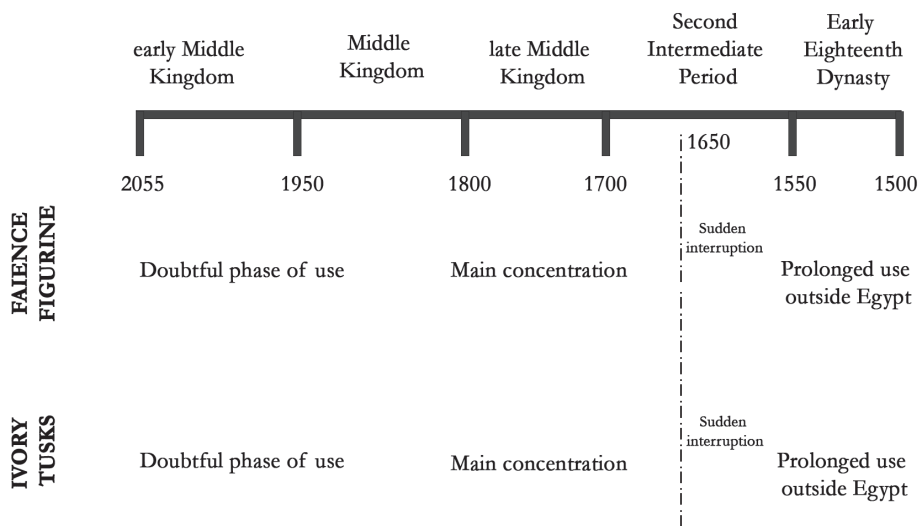 early Middle
Kingdom
Middle
Kingdom
late Middle
Kingdom
Second
Intermediate
Period
Early
Eighteenth
Dynasty
2055
1950
1800
1700
1650
1550
1500
FAIENCE
FIGURINE
Doubtful phase of use
Main concentration
Sudden
interruption
Prolonged use
outside Egypt
IVORY
TUSKS
Doubtful phase of use
Main concentration
Sudden
interruption
Prolonged use
outside Egypt